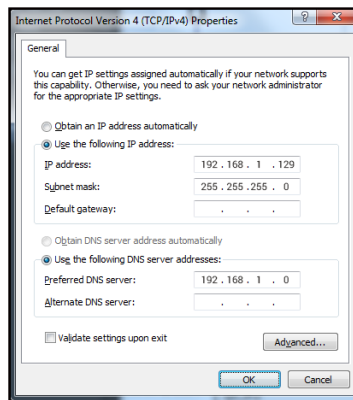 Internet Protocol Version 4 (TCP/IPv4) Properties
General
You can get IP settings assigned automatically if your network supports
this capability. Otherwise, you need to ask your network administrator
for the appropriate IP settings.
Obtain an IP address automatically
Use the following IP address:
IP address: 192 . 168 . 1 . 129
Subnet mask: 255 . 255 . 255 . 0
Default gateway: . . .
Obtain DNS server address automatically
Use the following DNS server addresses:
Preferred DNS server: 192 . 168 . 1 . 0
Alternate DNS server: . . .
Validate settings upon exit
Advanced...
OK Cancel